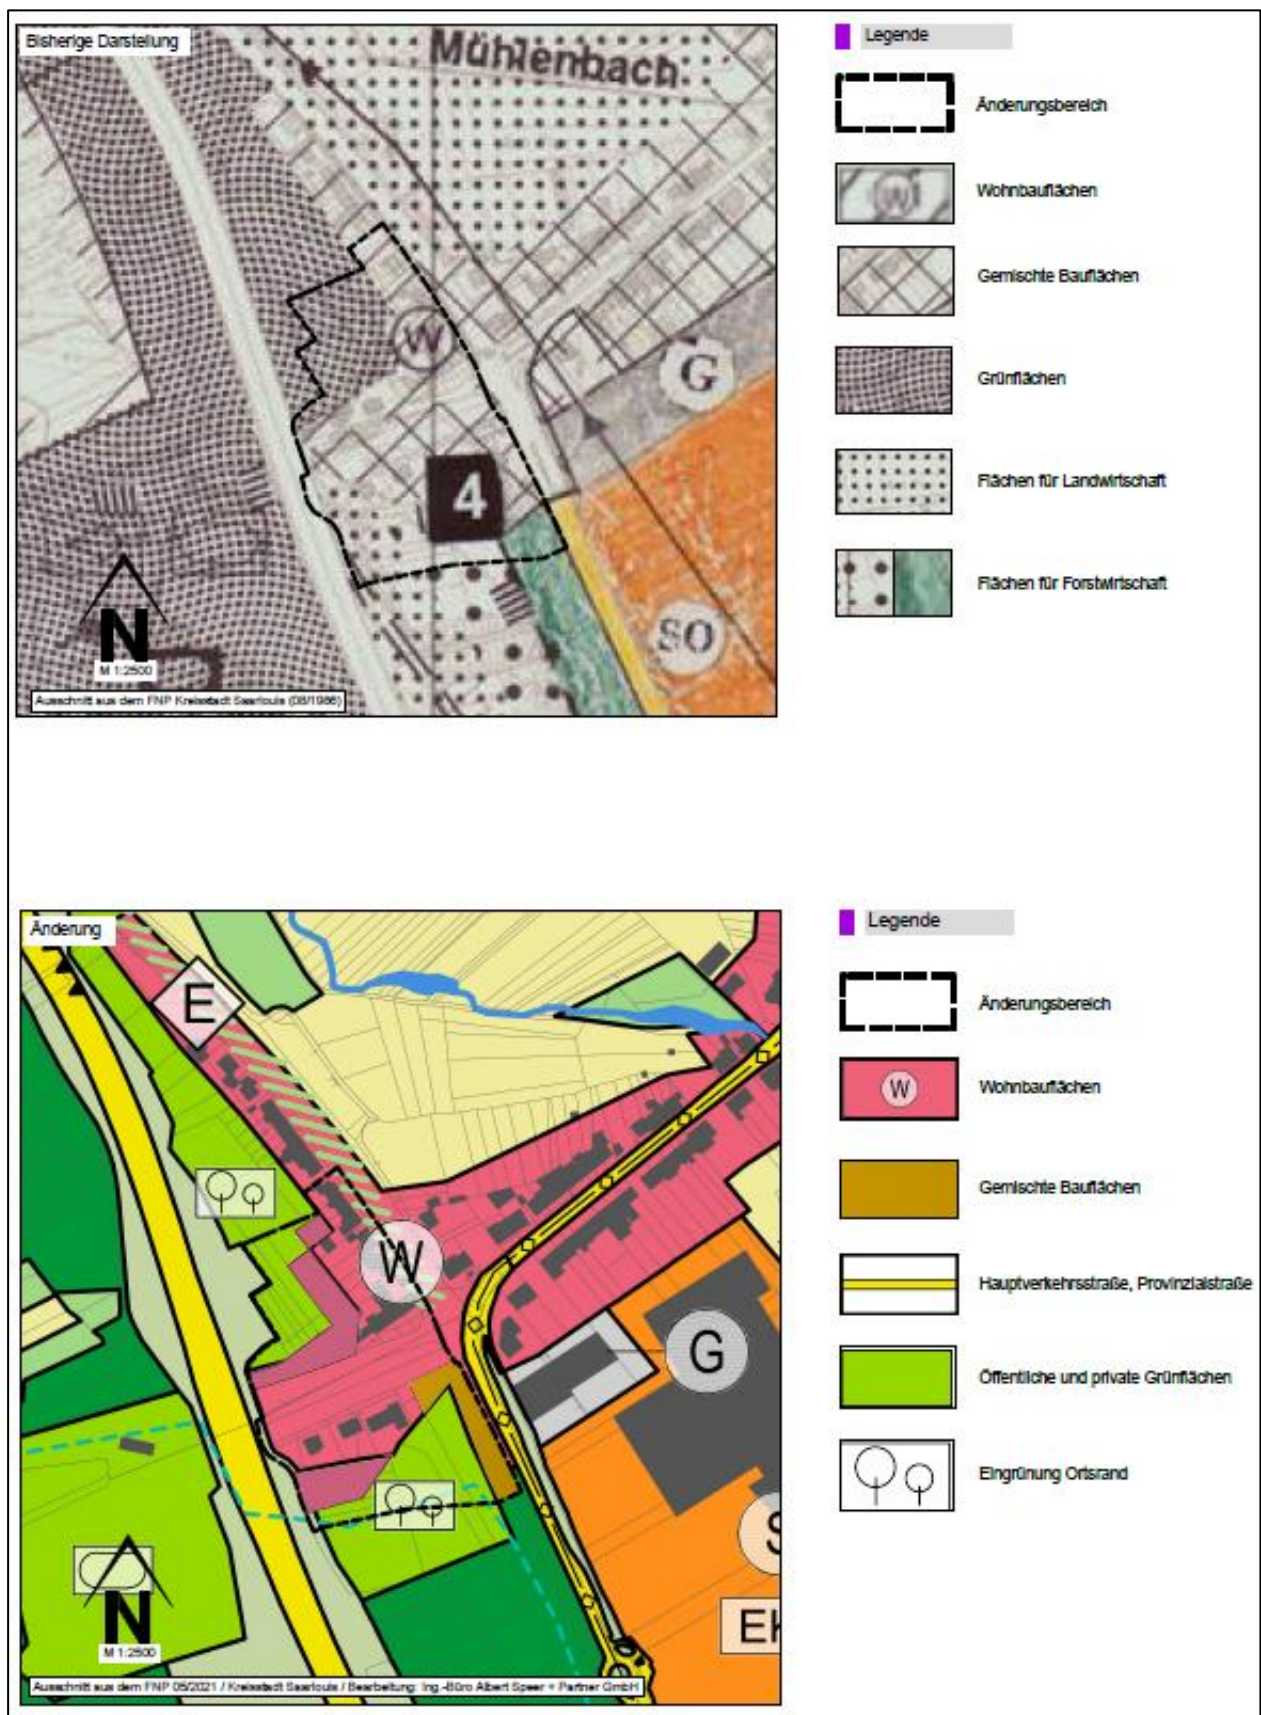 Bisherige Darstellung
Mühlenbach
W
G
4
SO
N
M 1:2500
Ausschnitt aus dem FNP Kreisstadt Saarlouis (08/1986)
Legende
Änderungsbereich
W
Wohnbauflächen
Gemischte Bauflächen
Grünflächen
Flächen für Landwirtschaft
Flächen für Forstwirtschaft
Änderung
E
W
G
S
EH
N
M 1:2500
Ausschnitt aus dem FNP 05/2021 / Kreisstadt Saarlouis / Bearbeitung: Ing.-Büro Albert Speer + Partner GmbH
Legende
Änderungsbereich
W
Wohnbauflächen
Gemischte Bauflächen
Hauptverkehrsstraße, Provinzialstraße
Öffentliche und private Grünflächen
Eingrünung Ortsrand